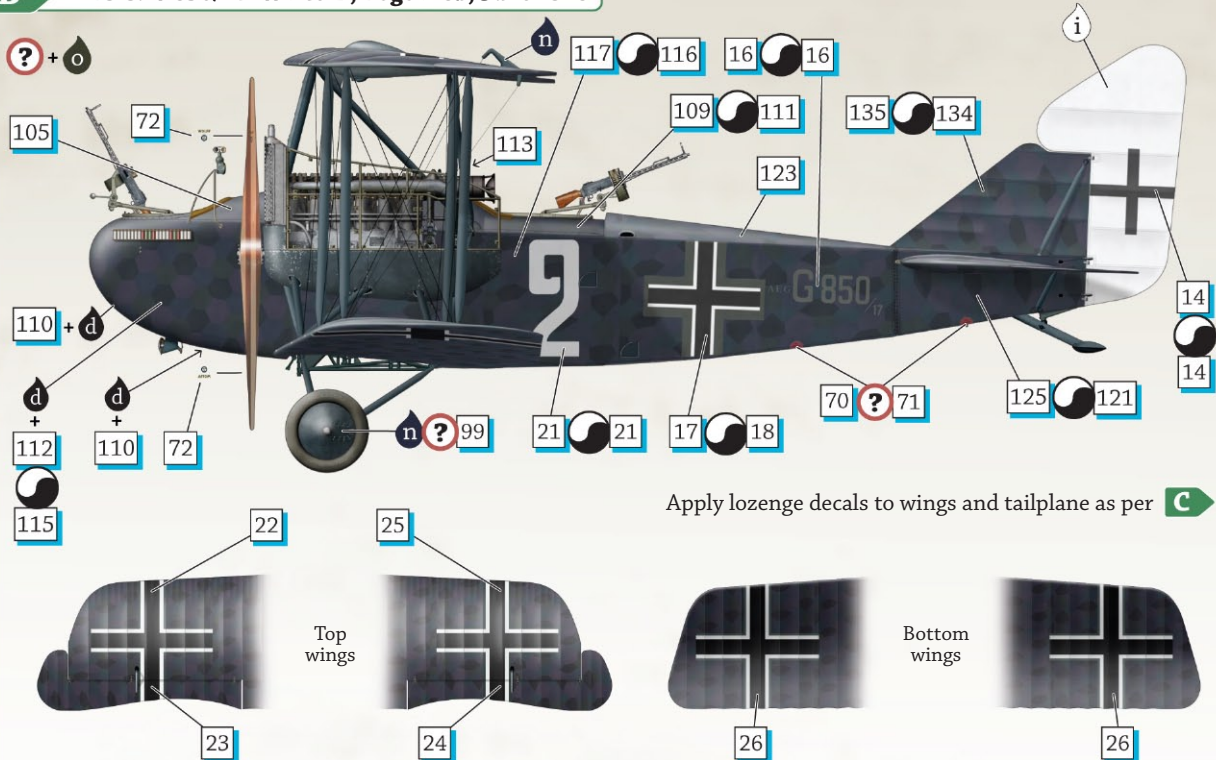 ? + o
n
i
117 116
16 16
105
72
109 111
135 134
113
123
2
G 850
/17
14
14
110 + d
d
+
112
115
d
+
110
72
n ? 99
21 21
17 18
70 ? 71
125 121
Apply lozenge decals to wings and tailplane as per C
22
25
Top
wings
Bottom
wings
23
24
26
26